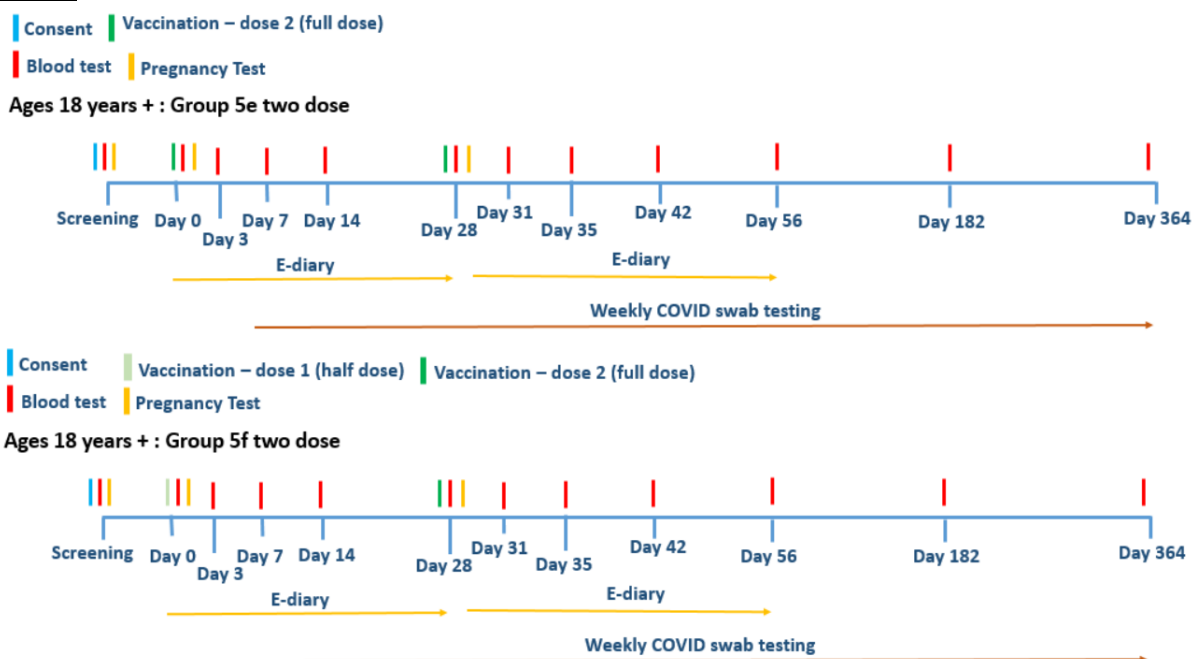 Consent Vaccination – dose 2 (full dose)
Blood test Pregnancy Test
Ages 18 years + : Group 5e two dose
Screening Day 0 Day 3 Day 7 Day 14 Day 28 Day 31 Day 35 Day 42 Day 56 Day 182 Day 364
E-diary E-diary
Weekly COVID swab testing
Consent Vaccination – dose 1 (half dose) Vaccination – dose 2 (full dose)
Blood test Pregnancy Test
Ages 18 years + : Group 5f two dose
Screening Day 0 Day 3 Day 7 Day 14 Day 28 Day 31 Day 35 Day 42 Day 56 Day 182 Day 364
E-diary E-diary
Weekly COVID swab testing